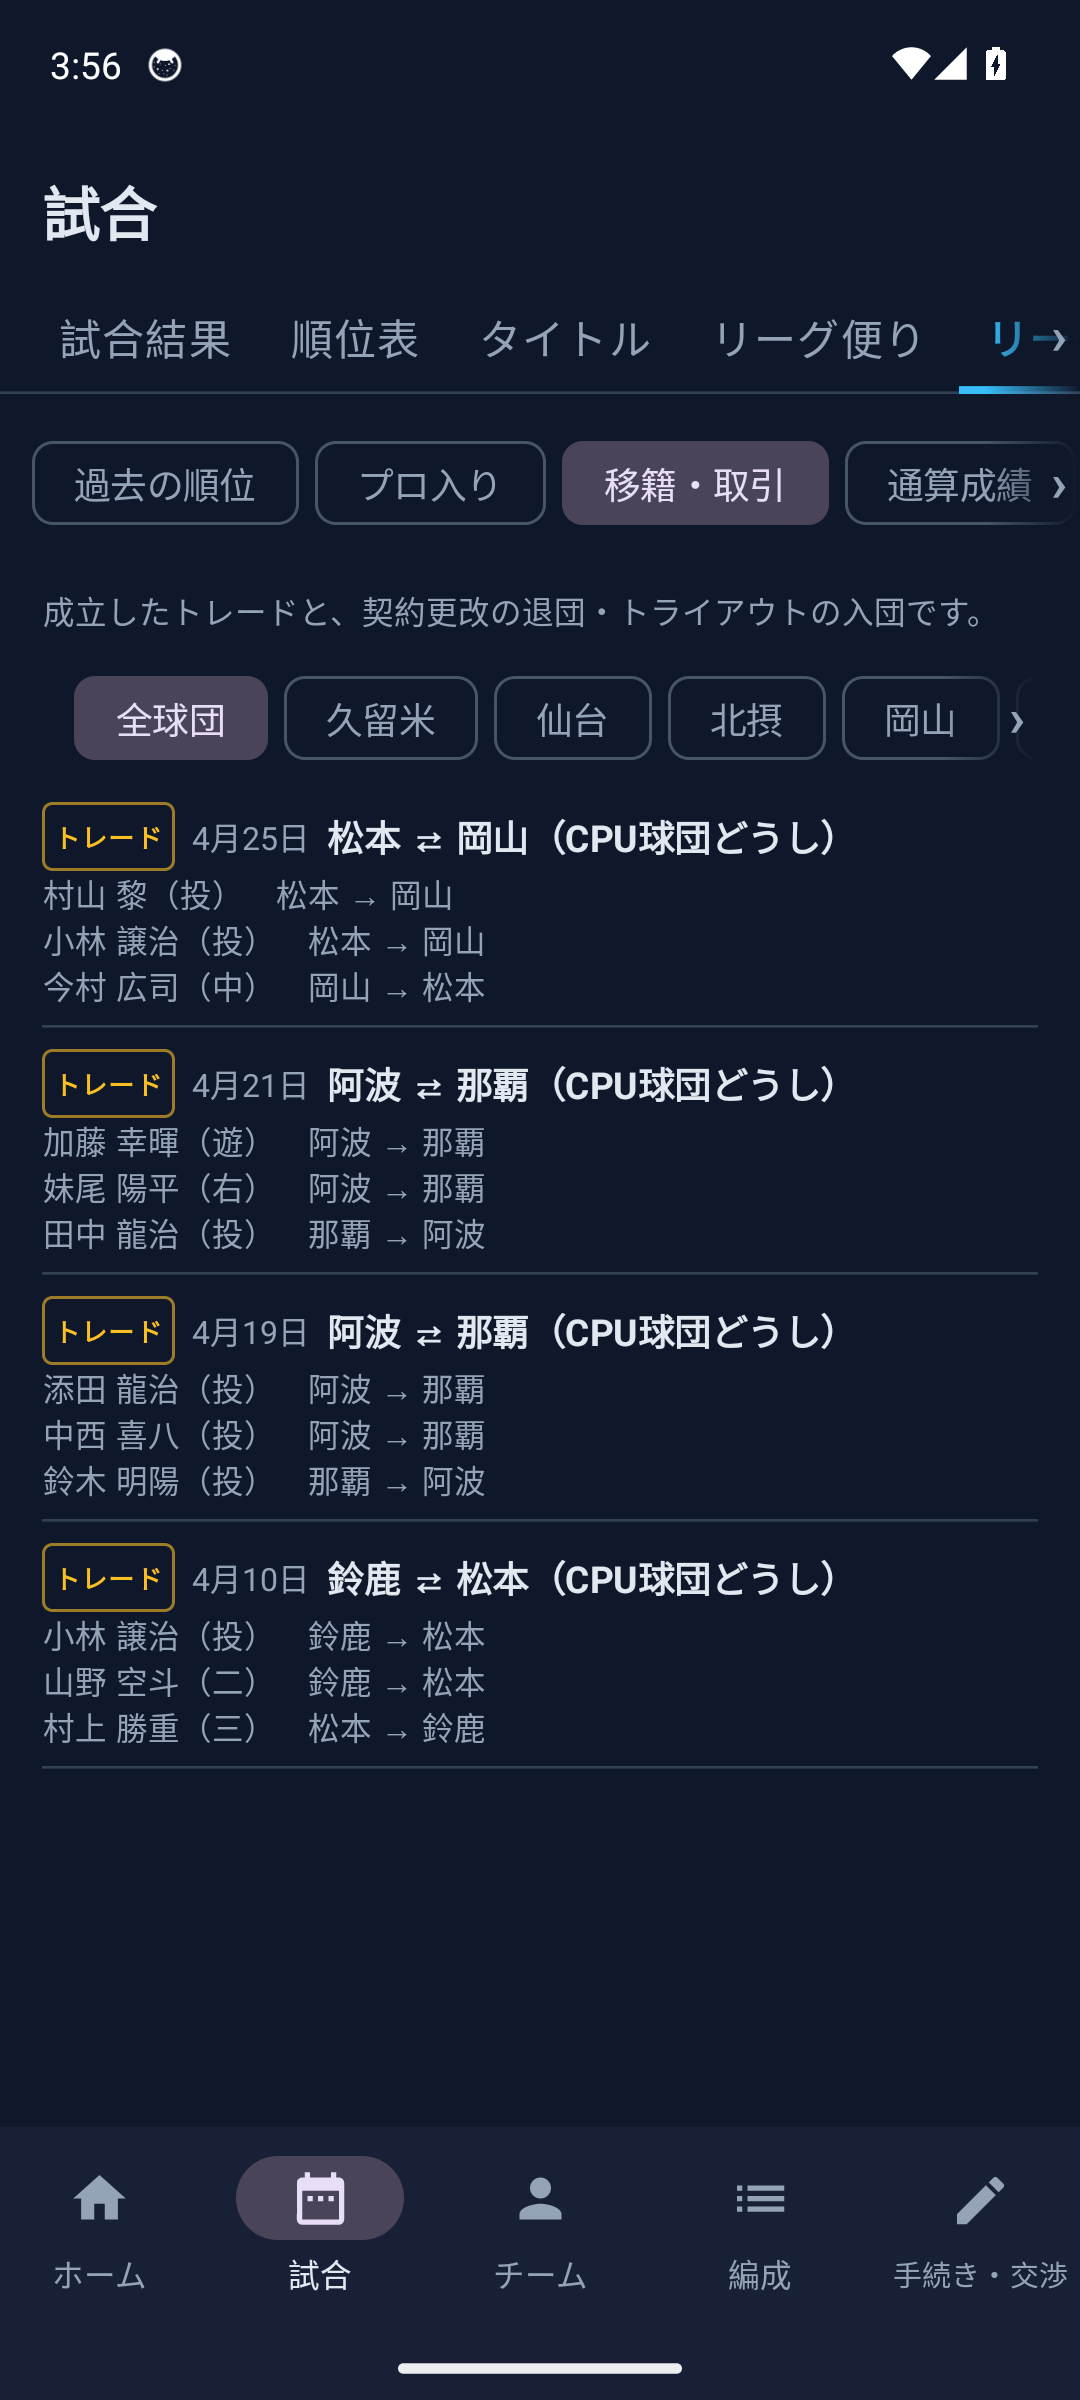 3:56
試合
試合結果 順位表 タイトル リーグ便り リー
過去の順位 プロ入り 移籍・取引 通算成績
成立したトレードと、契約更改の退団・トライアウトの入団です。
全球団 久留米 仙台 北摂 岡山
トレード 4月25日 松本 ⇄ 岡山（CPU球団どうし）
村山 黎（投） 松本 → 岡山
小林 譲治（投） 松本 → 岡山
今村 広司（中） 岡山 → 松本
トレード 4月21日 阿波 ⇄ 那覇（CPU球団どうし）
加藤 幸暉（遊） 阿波 → 那覇
妹尾 陽平（右） 阿波 → 那覇
田中 龍治（投） 那覇 → 阿波
トレード 4月19日 阿波 ⇄ 那覇（CPU球団どうし）
添田 龍治（投） 阿波 → 那覇
中西 喜八（投） 阿波 → 那覇
鈴木 明陽（投） 那覇 → 阿波
トレード 4月10日 鈴鹿 ⇄ 松本（CPU球団どうし）
小林 譲治（投） 鈴鹿 → 松本
山野 空斗（二） 鈴鹿 → 松本
村上 勝重（三） 松本 → 鈴鹿
ホーム 試合 チーム 編成 手続き・交渉